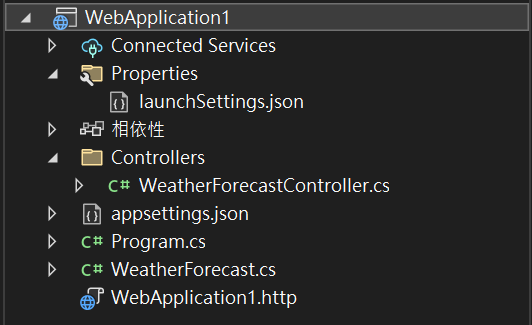 WebApplication1
Connected Services
Properties
launchSettings.json
相依性
Controllers
C# WeatherForecastController.cs
appsettings.json
C# Program.cs
C# WeatherForecast.cs
WebApplication1.http